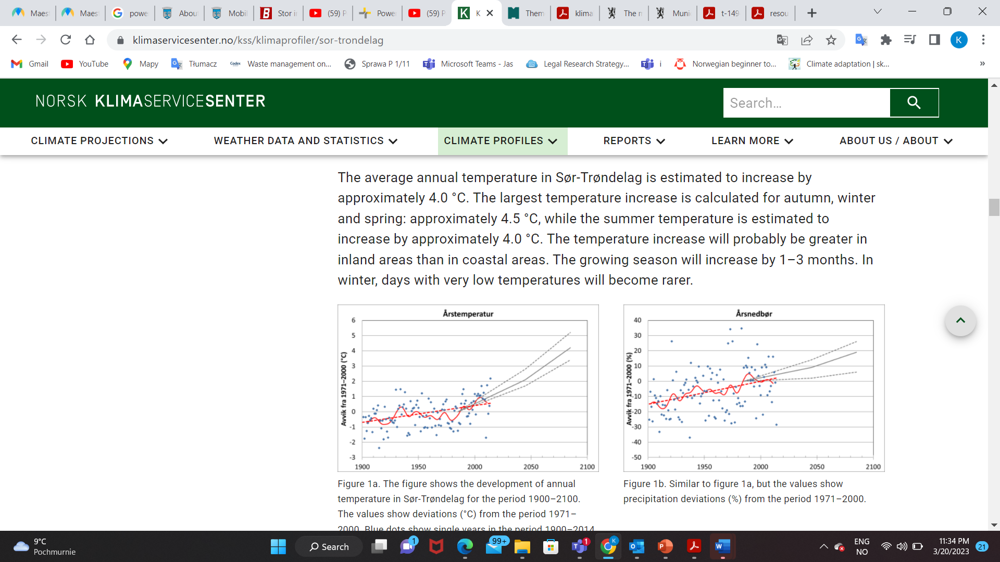 Maes
Maes
powe
Abou
Mobil
Stor i
(59) P
Powe
(59) P
K
Them
klima
The n
Muni
t-149
resou
klimaservicesenter.no/kss/klimaprofiler/sor-trondelag
K
Gmail
YouTube
Mapy
Tłumacz
Codex
Waste management on...
Sprawa P 1/11
Microsoft Teams - Jas
Legal Research Strategy...
i
Norwegian beginner to...
Climate adaptation | sk...
»
NORSK KLIMASERVICESENTER
Search...
CLIMATE PROJECTIONS
WEATHER DATA AND STATISTICS
CLIMATE PROFILES
REPORTS
LEARN MORE
ABOUT US / ABOUT
The average annual temperature in Sør-Trøndelag is estimated to increase by
approximately 4.0 °C. The largest temperature increase is calculated for autumn, winter
and spring: approximately 4.5 °C, while the summer temperature is estimated to
increase by approximately 4.0 °C. The temperature increase will probably be greater in
inland areas than in coastal areas. The growing season will increase by 1–3 months. In
winter, days with very low temperatures will become rarer.
Årstemperatur
Avvik fra 1971–2000 (°C)
6
5
4
3
2
1
0
-1
-2
-3
1900 1950 2000 2050 2100
Årsnedbør
Avvik fra 1971–2000 (%)
40
30
20
10
0
-10
-20
-30
-40
-50
1900 1950 2000 2050 2100
Figure 1a. The figure shows the development of annual
temperature in Sør-Trøndelag for the period 1900–2100.
The values show deviations (°C) from the period 1971–
2000. Blue dots show single years in the period 1900–2014
Figure 1b. Similar to figure 1a, but the values show
precipitation deviations (%) from the period 1971–2000.
9°C
Pochmurnie
Search
1
99+
1
K
ENG
NO
11:34 PM
3/20/2023
21